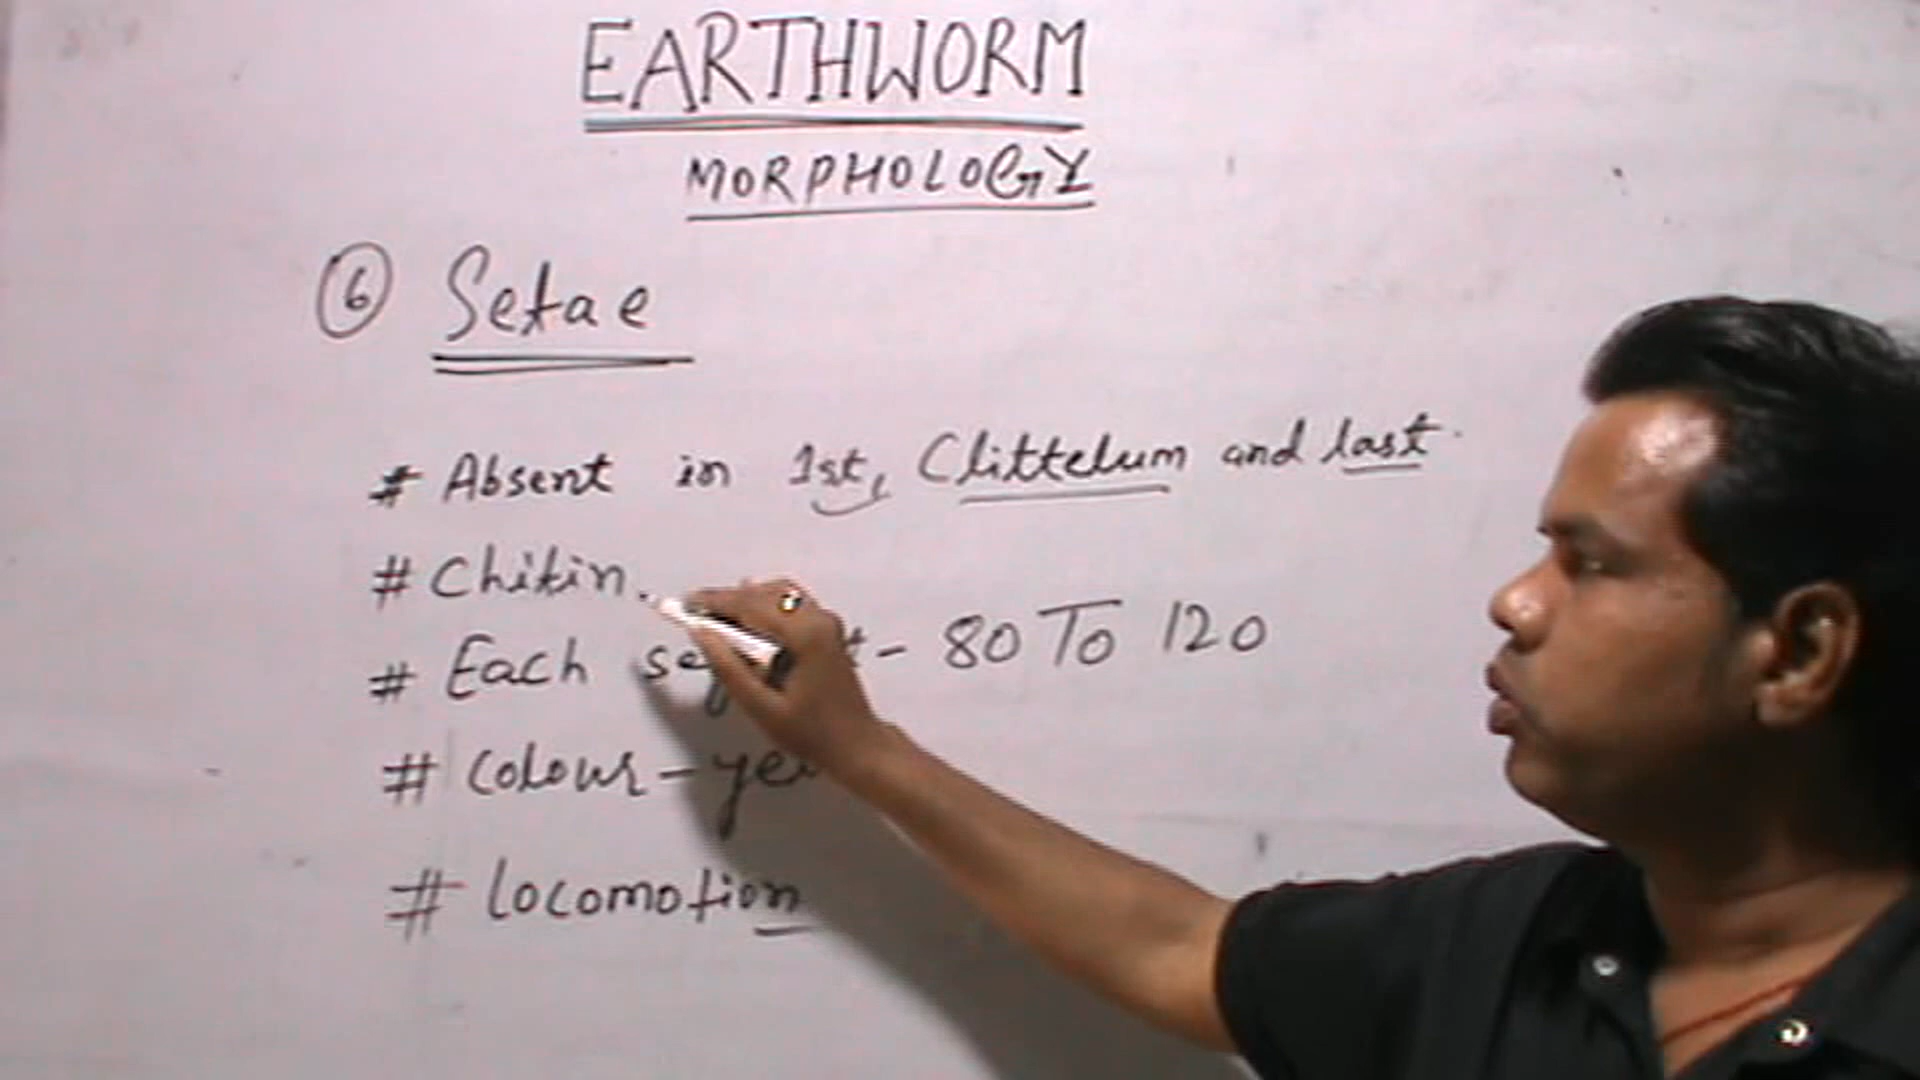 EARTHWORM
MORPHOLOGY
6 Setae
# Absent in 1st, Clittelum and last.
# Chitin.
# Each - 80 To 120
# Colour -
# locomotion